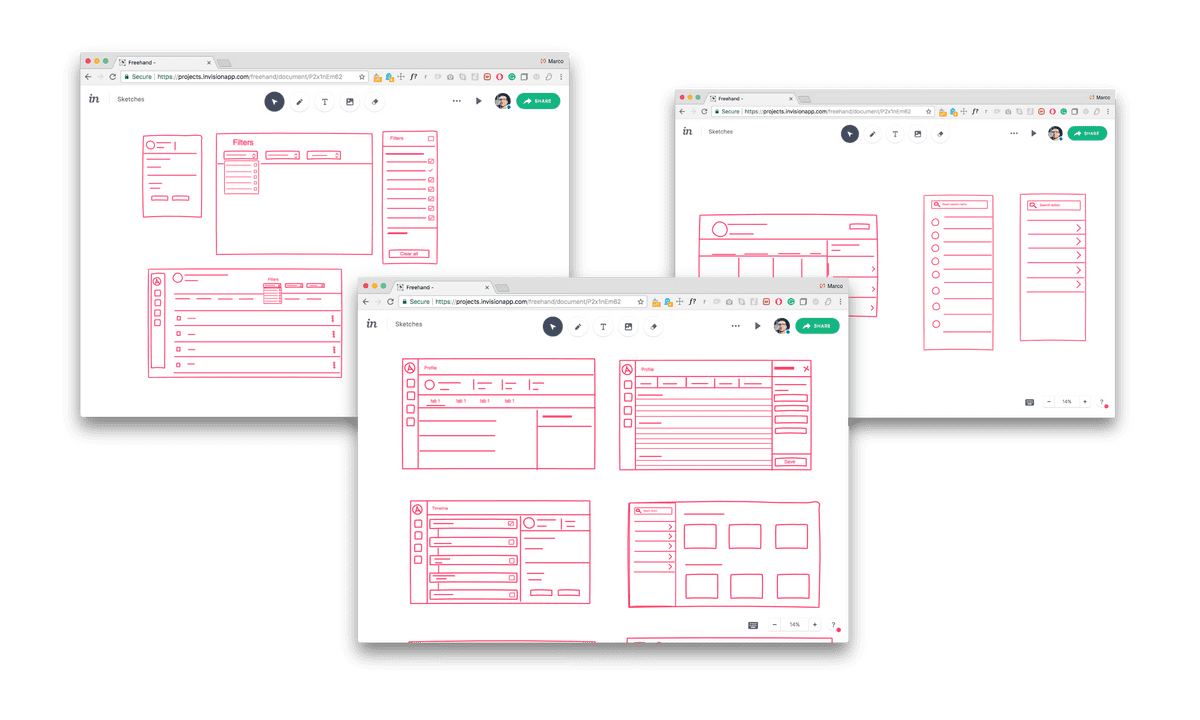 Freehand -
Marco
Secure | https://projects.invisionapp.com/freehand/document/P2x1nEm62
f?
in
Sketches
T
SHARE
Filters
Filters
Clear all
Filters
Freehand -
Marco
Secure | https://projects.invisionapp.com/freehand/document/P2x1nEm62
f?
in
Sketches
T
SHARE
14%
?
Freehand -
Marco
Secure | https://projects.invisionapp.com/freehand/document/P2x1nEm62
f?
in
Sketches
T
SHARE
Profile
tab 1 tab 1 tab 1 tab 1
Profile
Save
Timeline
14%
?